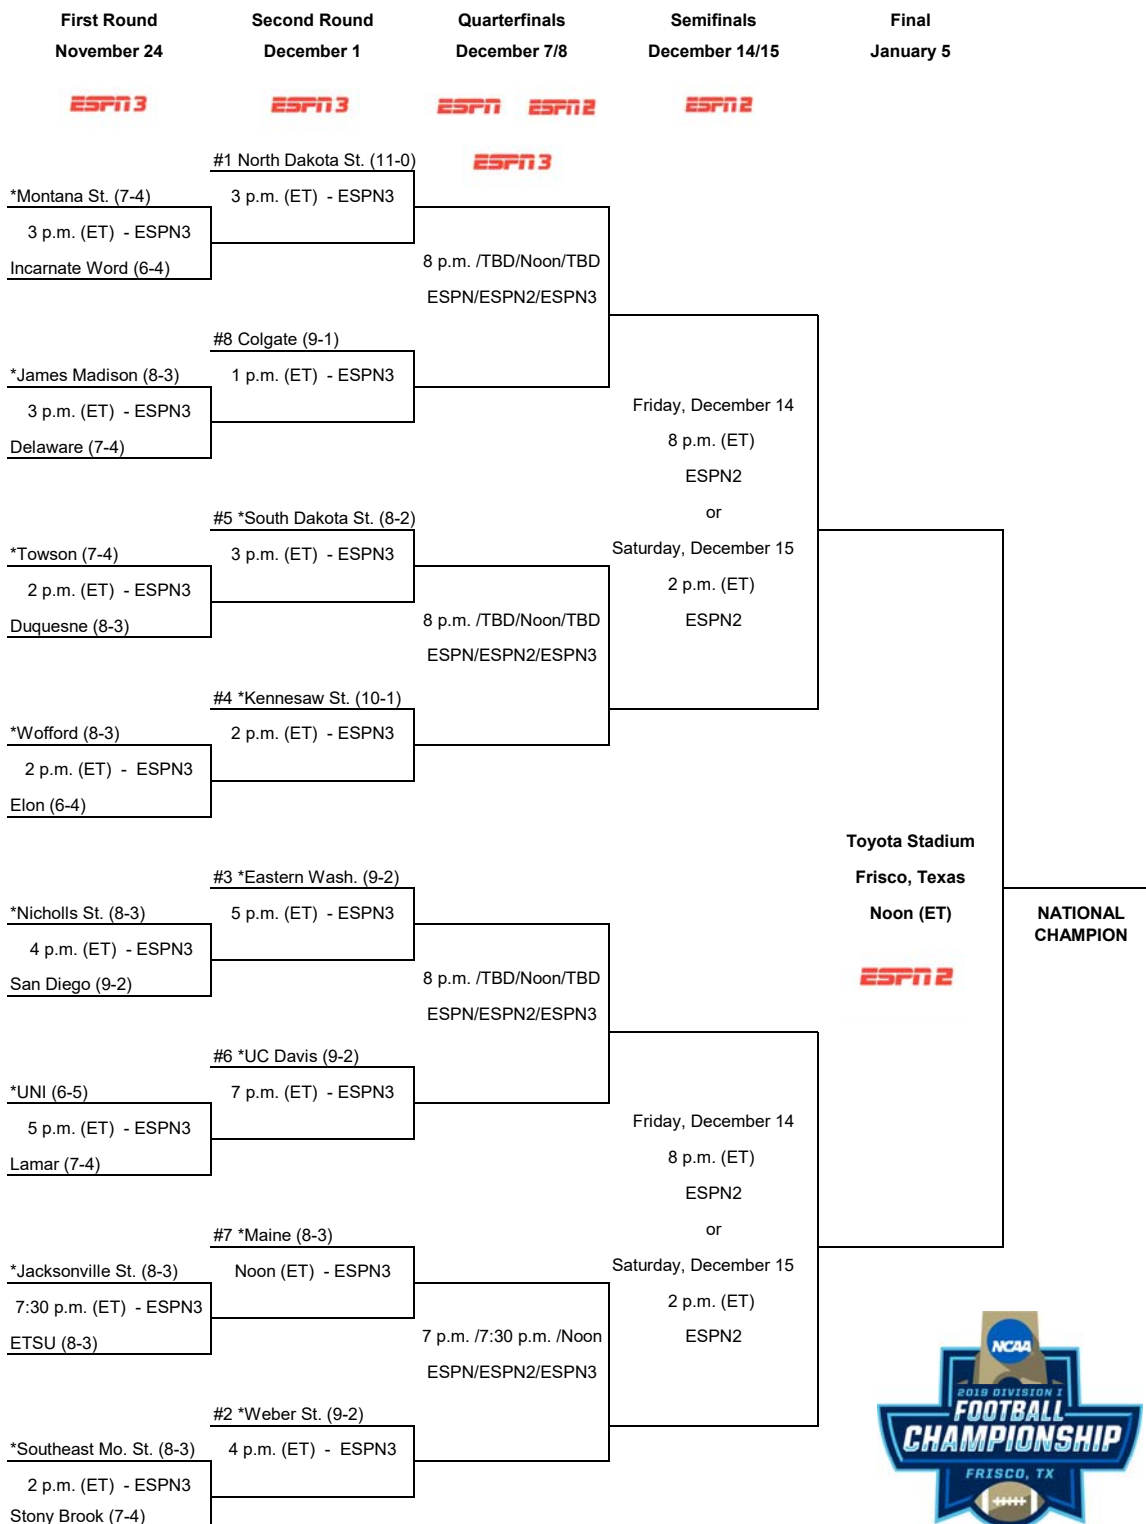 First Round Second Round Quarterfinals Semifinals Final
November 24 December 1 December 7/8 December 14/15 January 5
ESPN3 ESPN3 ESPN ESPN2 ESPN2
ESPN3
#1 North Dakota St. (11-0)
*Montana St. (7-4)
3 p.m. (ET) - ESPN3
3 p.m. (ET) - ESPN3
Incarnate Word (6-4)
8 p.m. /TBD/Noon/TBD
ESPN/ESPN2/ESPN3
#8 Colgate (9-1)
*James Madison (8-3)
1 p.m. (ET) - ESPN3
3 p.m. (ET) - ESPN3
Delaware (7-4)
Friday, December 14
8 p.m. (ET)
ESPN2
or
Saturday, December 15
2 p.m. (ET)
ESPN2
#5 *South Dakota St. (8-2)
*Towson (7-4)
3 p.m. (ET) - ESPN3
2 p.m. (ET) - ESPN3
Duquesne (8-3)
8 p.m. /TBD/Noon/TBD
ESPN/ESPN2/ESPN3
#4 *Kennesaw St. (10-1)
*Wofford (8-3)
2 p.m. (ET) - ESPN3
2 p.m. (ET) - ESPN3
Elon (6-4)
Toyota Stadium
Frisco, Texas
Noon (ET)
ESPN2
NATIONAL
CHAMPION
#3 *Eastern Wash. (9-2)
*Nicholls St. (8-3)
5 p.m. (ET) - ESPN3
4 p.m. (ET) - ESPN3
San Diego (9-2)
8 p.m. /TBD/Noon/TBD
ESPN/ESPN2/ESPN3
#6 *UC Davis (9-2)
*UNI (6-5)
7 p.m. (ET) - ESPN3
5 p.m. (ET) - ESPN3
Lamar (7-4)
Friday, December 14
8 p.m. (ET)
ESPN2
or
Saturday, December 15
2 p.m. (ET)
ESPN2
#7 *Maine (8-3)
*Jacksonville St. (8-3)
Noon (ET) - ESPN3
7:30 p.m. (ET) - ESPN3
ETSU (8-3)
7 p.m. /7:30 p.m. /Noon
ESPN/ESPN2/ESPN3
#2 *Weber St. (9-2)
*Southeast Mo. St. (8-3)
4 p.m. (ET) - ESPN3
2 p.m. (ET) - ESPN3
Stony Brook (7-4)
NCAA
2019 DIVISION I
FOOTBALL
CHAMPIONSHIP
FRISCO, TX